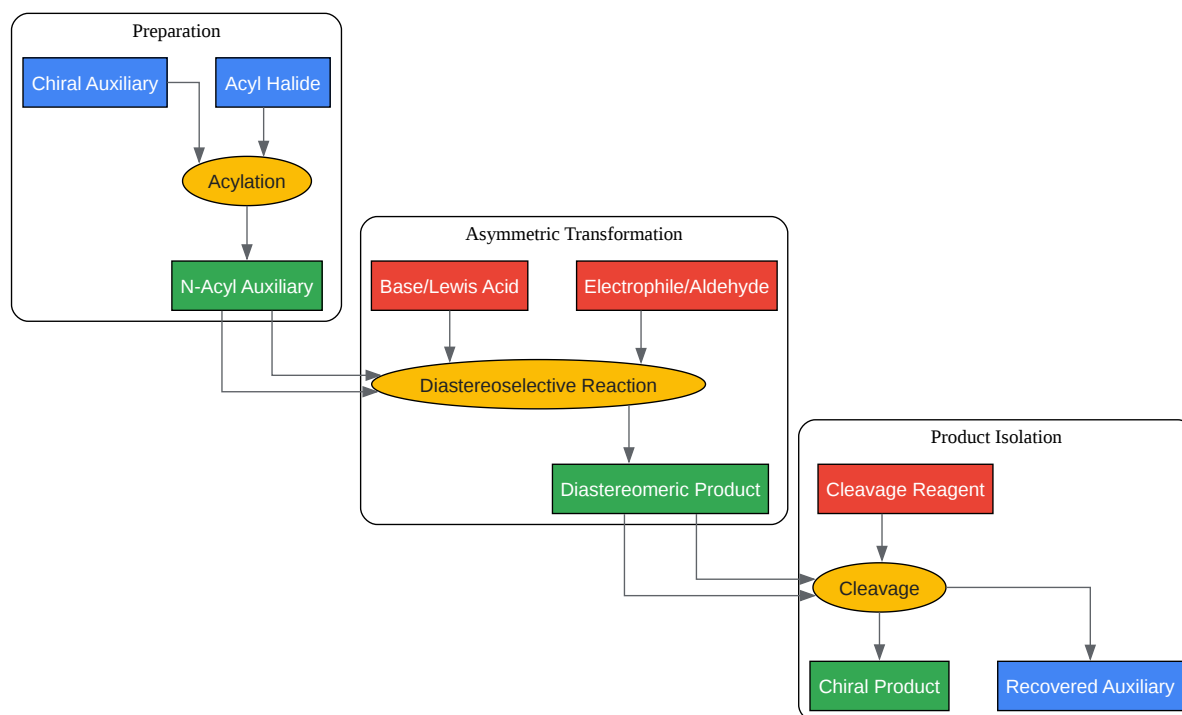 Preparation
Chiral Auxiliary
Acyl Halide
Acylation
N-Acyl Auxiliary
Asymmetric Transformation
Base/Lewis Acid
Electrophile/Aldehyde
Diastereoselective Reaction
Diastereomeric Product
Product Isolation
Cleavage Reagent
Cleavage
Chiral Product
Recovered Auxiliary